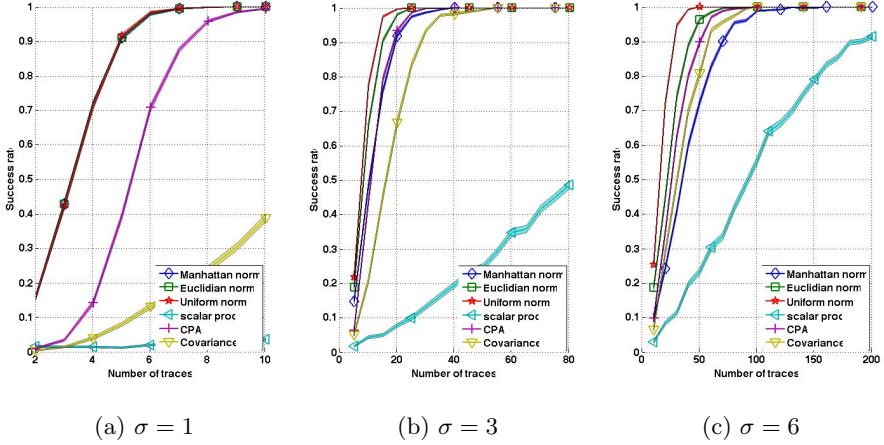 1
0.9
0.8
0.7
0.6
0.5
0.4
0.3
0.2
0.1
0
Success rate
2
4
6
8
10
Number of traces
Manhattan norm
Euclidian norm
Uniform norm
scalar prod
CPA
Covariance
(a) σ = 1
1
0.9
0.8
0.7
0.6
0.5
0.4
0.3
0.2
0.1
0
Success rate
0
20
40
60
80
Number of traces
Manhattan norm
Euclidian norm
Uniform norm
scalar prod
CPA
Covariance
(b) σ = 3
1
0.9
0.8
0.7
0.6
0.5
0.4
0.3
0.2
0.1
0
Success rate
0
50
100
150
200
Number of traces
Manhattan norm
Euclidian norm
Uniform norm
scalar prod
CPA
Covariance
(c) σ = 6